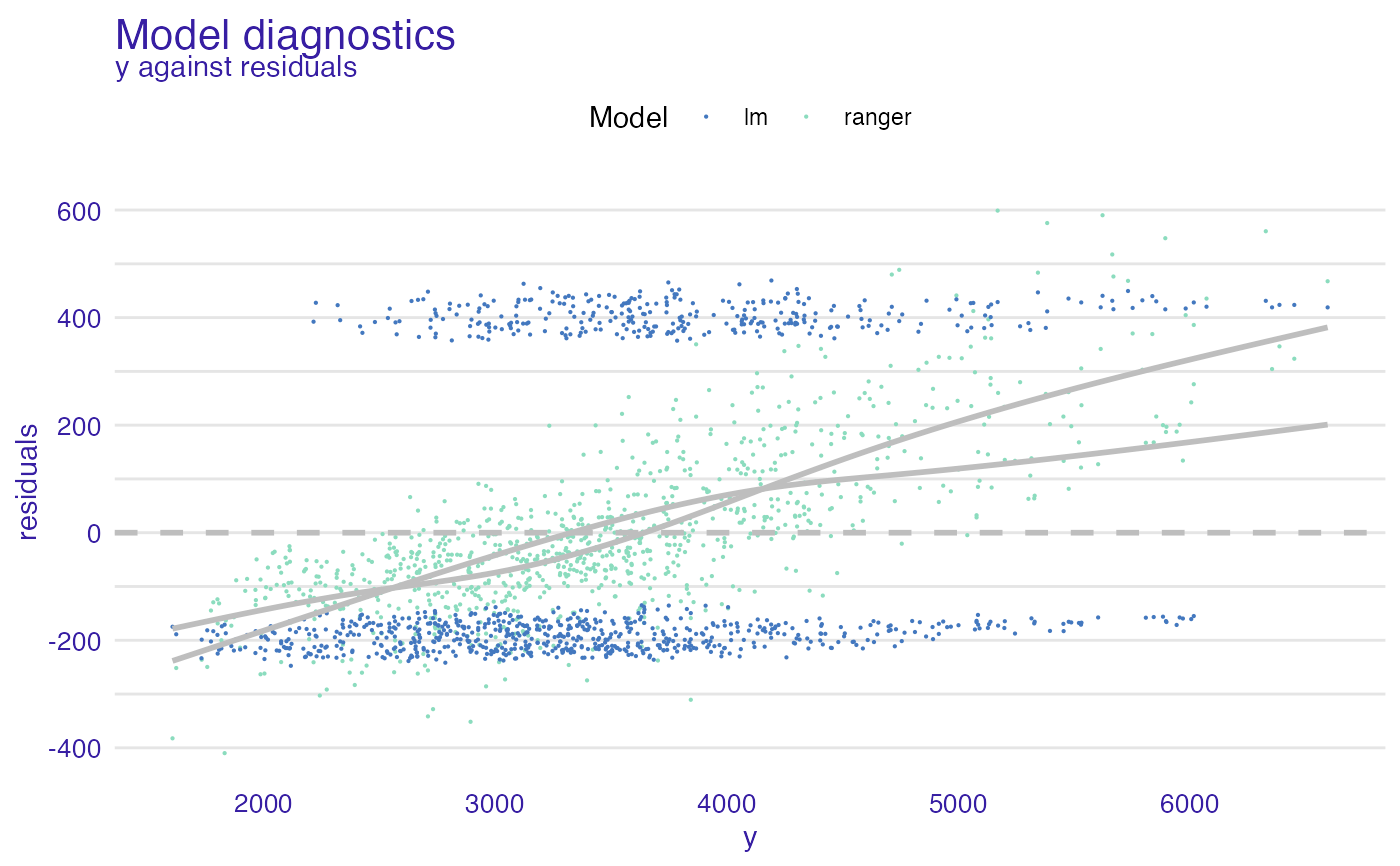 Model diagnostics
y against residuals
Model lm ranger
600
400
200
0
-200
-400
residuals
2000 3000 4000 5000 6000
y